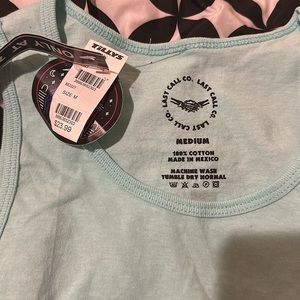 ONLY A
TILLYS
SIZE: M
$23.99
LAST CALL CO. LAST CALL CO. LAST CALL CO.
MEDIUM
100% COTTON
MADE IN MEXICO
MACHINE WASH
TUMBLE DRY NORMAL